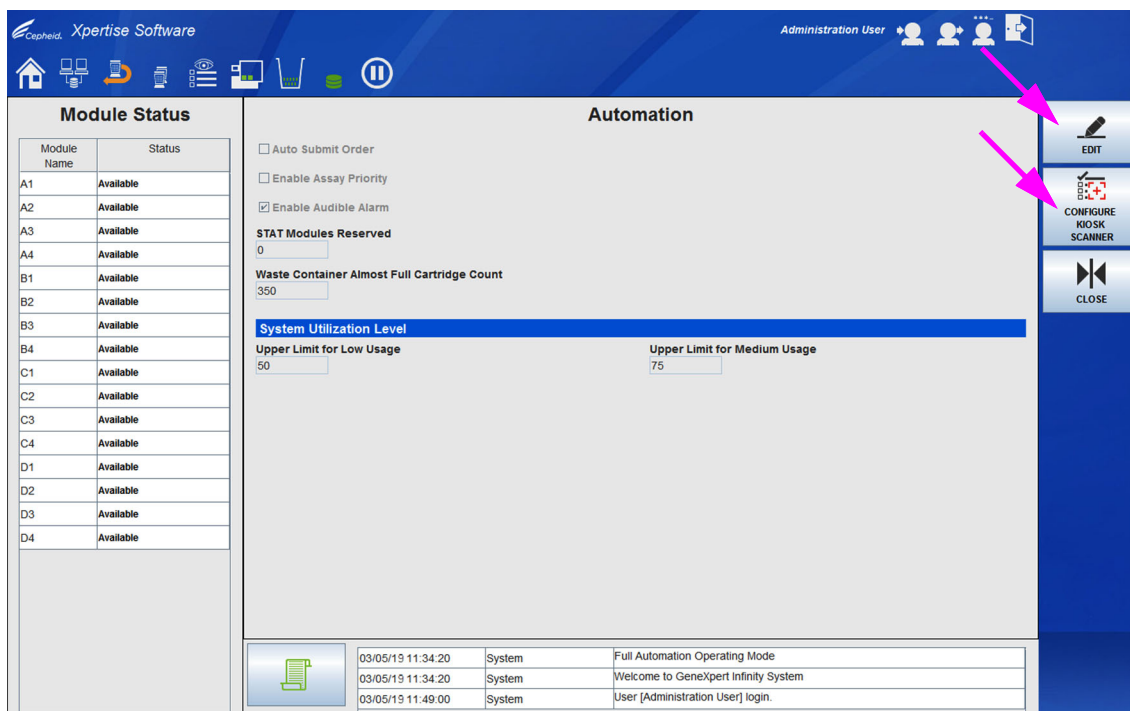 Cepheid. Xpertise Software
Administration User
Module Status
Module Name
Status
A1 Available
A2 Available
A3 Available
A4 Available
B1 Available
B2 Available
B3 Available
B4 Available
C1 Available
C2 Available
C3 Available
C4 Available
D1 Available
D2 Available
D3 Available
D4 Available
Automation
Auto Submit Order
Enable Assay Priority
Enable Audible Alarm
STAT Modules Reserved
0
Waste Container Almost Full Cartridge Count
350
System Utilization Level
Upper Limit for Low Usage
50
Upper Limit for Medium Usage
75
03/05/19 11:34:20 System Full Automation Operating Mode
03/05/19 11:34:20 System Welcome to GeneXpert Infinity System
03/05/19 11:49:00 System User [Administration User] login.
EDIT
CONFIGURE
KIOSK
SCANNER
CLOSE